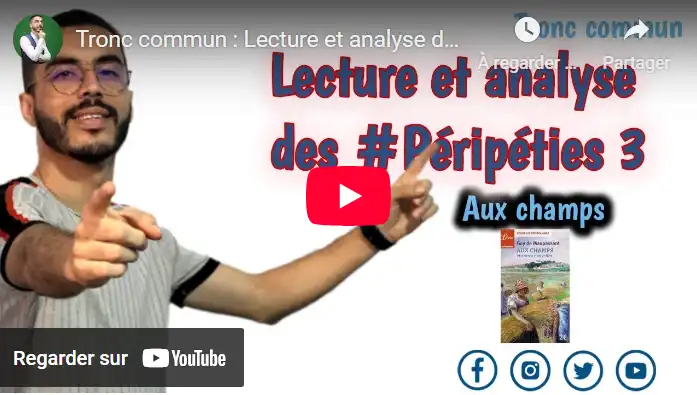 Tronc commun : Lecture et analyse d...
Tronc commun
À regarder ...
Partager
Lecture et analyse
des #Péripéties 3
Aux champs
Guy de Maupassant
AUX CHAMPS
Regarder sur YouTube